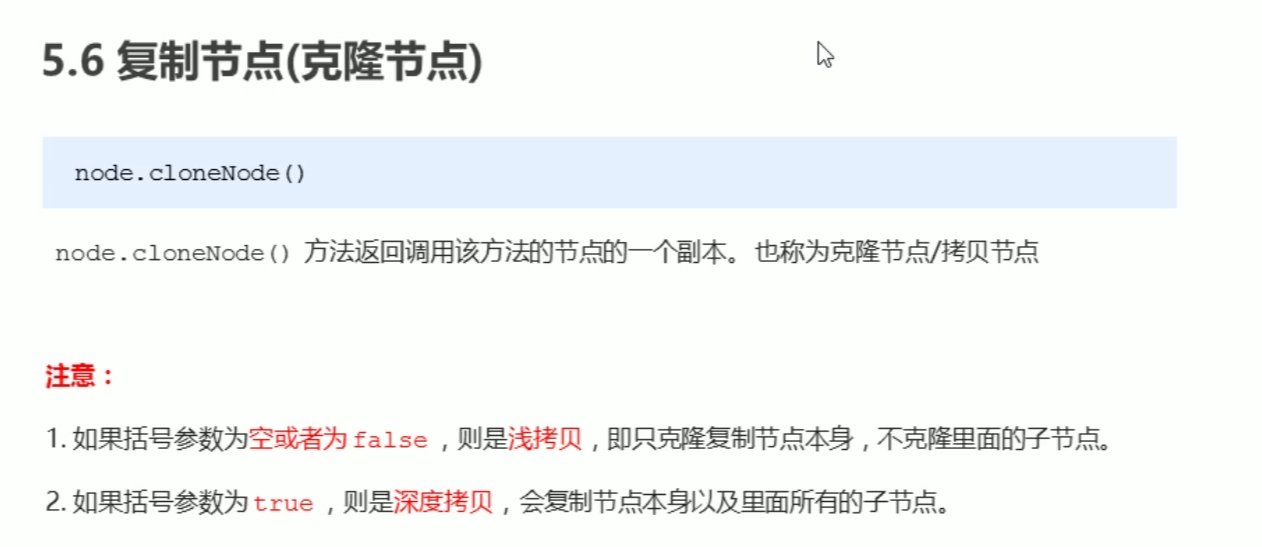 5.6 复制节点(克隆节点)
node.cloneNode()
node.cloneNode() 方法返回调用该方法的节点的一个副本。 也称为克隆节点/拷贝节点
注意：
1. 如果括号参数为空或者为 false ，则是浅拷贝，即只克隆复制节点本身，不克隆里面的子节点。
2. 如果括号参数为 true ，则是深度拷贝，会复制节点本身以及里面所有的子节点。